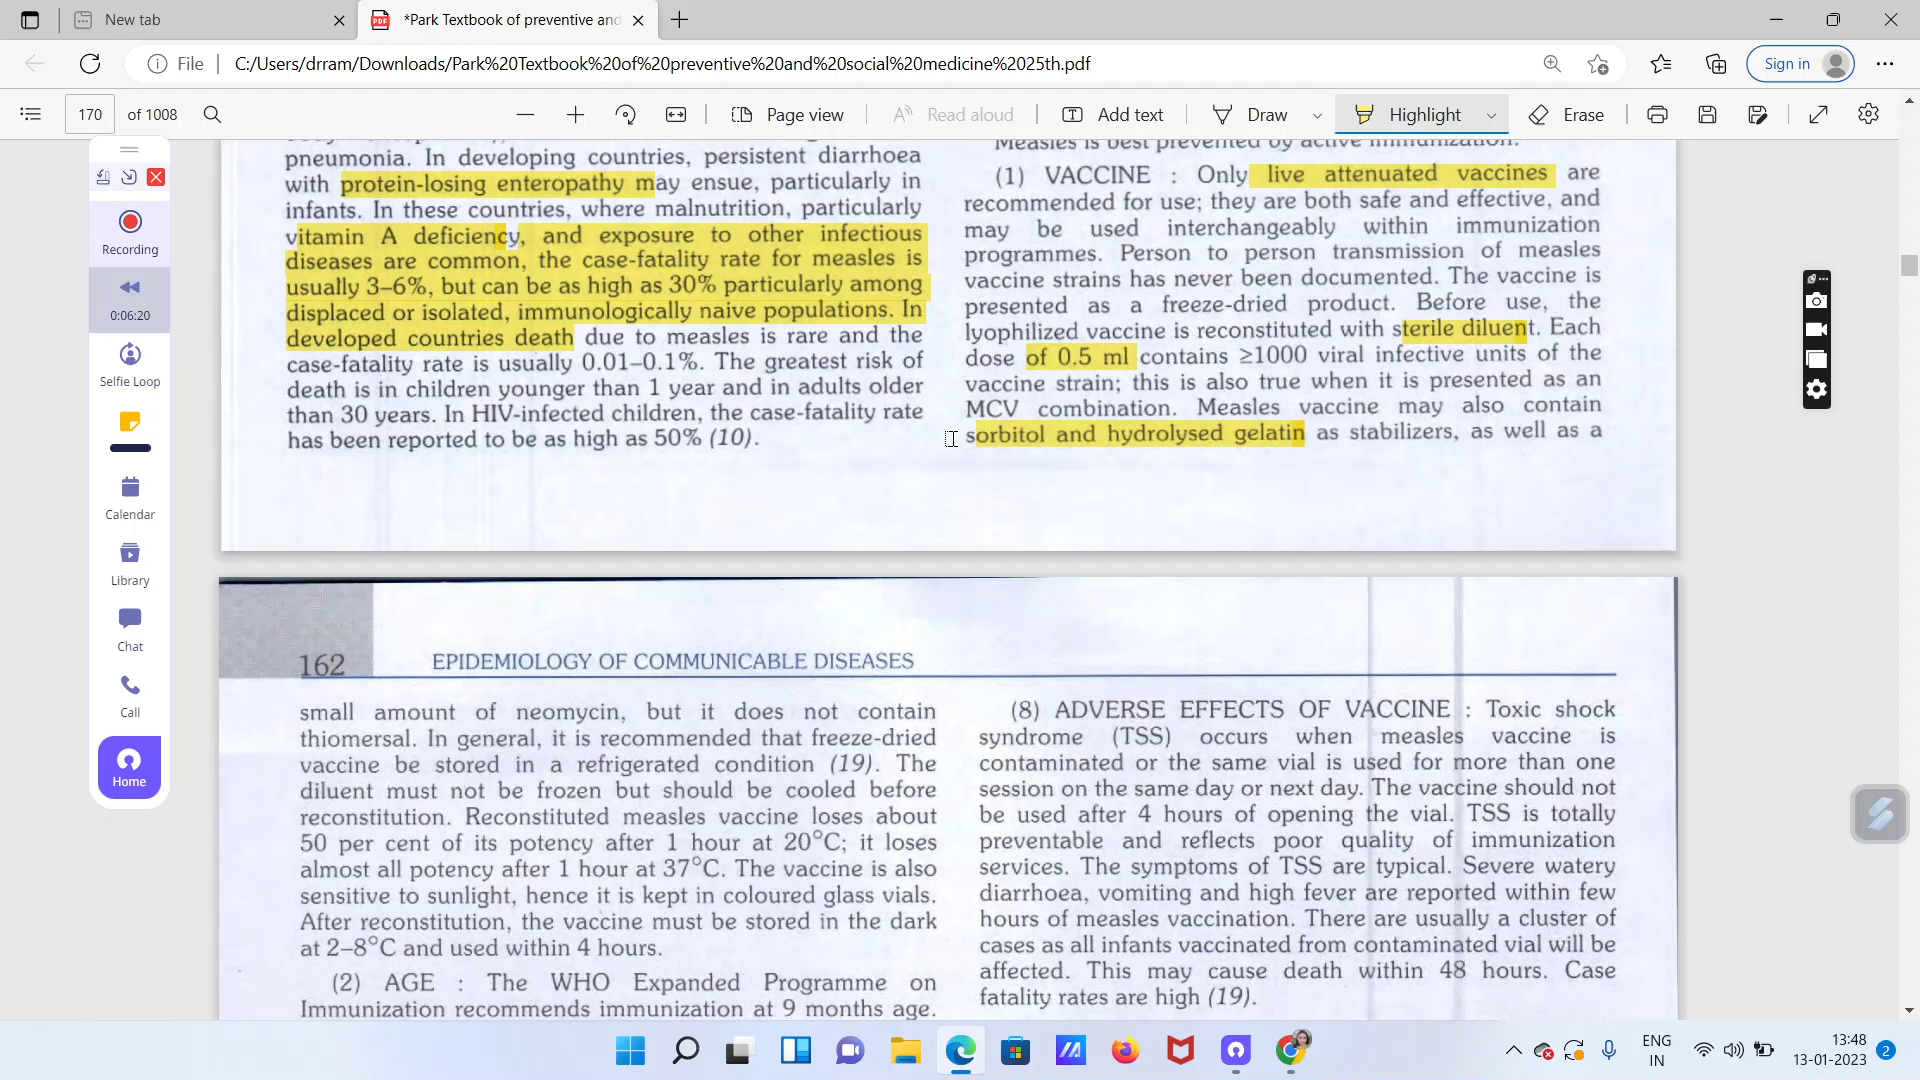 New tab
*Park Textbook of preventive and
File
C:/Users/drram/Downloads/Park%20Textbook%20of%20preventive%20and%20social%20medicine%2025th.pdf
Sign in
170 of 1008
Page view
Read aloud
Add text
Draw
Highlight
Erase
Recording
0:06:20
Selfie Loop
Calendar
Library
Chat
Call
Home
pneumonia. In developing countries, persistent diarrhoea
with protein-losing enteropathy may ensue, particularly in
infants. In these countries, where malnutrition, particularly
vitamin A deficiency, and exposure to other infectious
diseases are common, the case-fatality rate for measles is
usually 3–6%, but can be as high as 30% particularly among
displaced or isolated, immunologically naive populations. In
developed countries death due to measles is rare and the
case-fatality rate is usually 0.01–0.1%. The greatest risk of
death is in children younger than 1 year and in adults older
than 30 years. In HIV-infected children, the case-fatality rate
has been reported to be as high as 50% (10).
Measles is best prevented by active immunization.
(1) VACCINE : Only live attenuated vaccines are
recommended for use; they are both safe and effective, and
may be used interchangeably within immunization
programmes. Person to person transmission of measles
vaccine strains has never been documented. The vaccine is
presented as a freeze-dried product. Before use, the
lyophilized vaccine is reconstituted with sterile diluent. Each
dose of 0.5 ml contains ≥1000 viral infective units of the
vaccine strain; this is also true when it is presented as an
MCV combination. Measles vaccine may also contain
sorbitol and hydrolysed gelatin as stabilizers, as well as a
162 EPIDEMIOLOGY OF COMMUNICABLE DISEASES
small amount of neomycin, but it does not contain
thiomersal. In general, it is recommended that freeze-dried
vaccine be stored in a refrigerated condition (19). The
diluent must not be frozen but should be cooled before
reconstitution. Reconstituted measles vaccine loses about
50 per cent of its potency after 1 hour at 20°C; it loses
almost all potency after 1 hour at 37°C. The vaccine is also
sensitive to sunlight, hence it is kept in coloured glass vials.
After reconstitution, the vaccine must be stored in the dark
at 2–8°C and used within 4 hours.
(2) AGE : The WHO Expanded Programme on
Immunization recommends immunization at 9 months age.
(8) ADVERSE EFFECTS OF VACCINE : Toxic shock
syndrome (TSS) occurs when measles vaccine is
contaminated or the same vial is used for more than one
session on the same day or next day. The vaccine should not
be used after 4 hours of opening the vial. TSS is totally
preventable and reflects poor quality of immunization
services. The symptoms of TSS are typical. Severe watery
diarrhoea, vomiting and high fever are reported within few
hours of measles vaccination. There are usually a cluster of
cases as all infants vaccinated from contaminated vial will be
affected. This may cause death within 48 hours. Case
fatality rates are high (19).
ENG
IN
13:48
13-01-2023
2